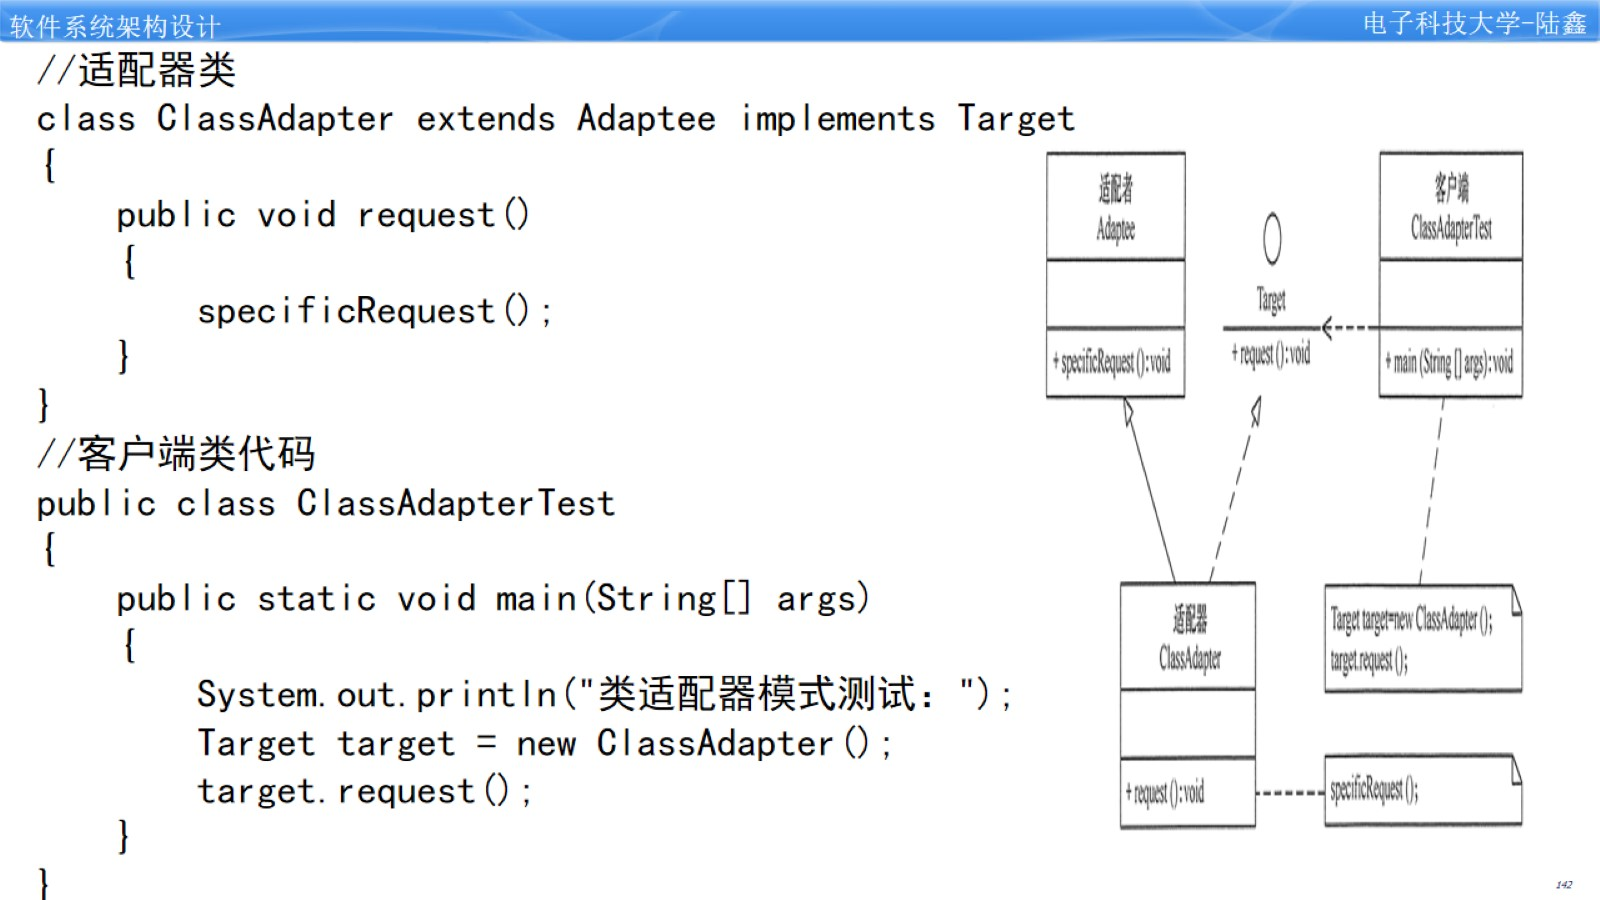 软件系统架构设计
电子科技大学-陆鑫
//适配器类
class ClassAdapter extends Adaptee implements Target
{
    public void request()
    {
        specificRequest();
    }
}
//客户端类代码
public class ClassAdapterTest
{
    public static void main(String[] args)
    {
        System.out.println("类适配器模式测试：");
        Target target = new ClassAdapter();
        target.request();
    }
}
适配者
Adaptee
+ specificRequest():void
Target
+ request():void
客户端
ClassAdapterTest
+ main (String [] args):void
适配器
ClassAdapter
+ request():void
Target target=new ClassAdapter();
target.request();
specificRequest();
142